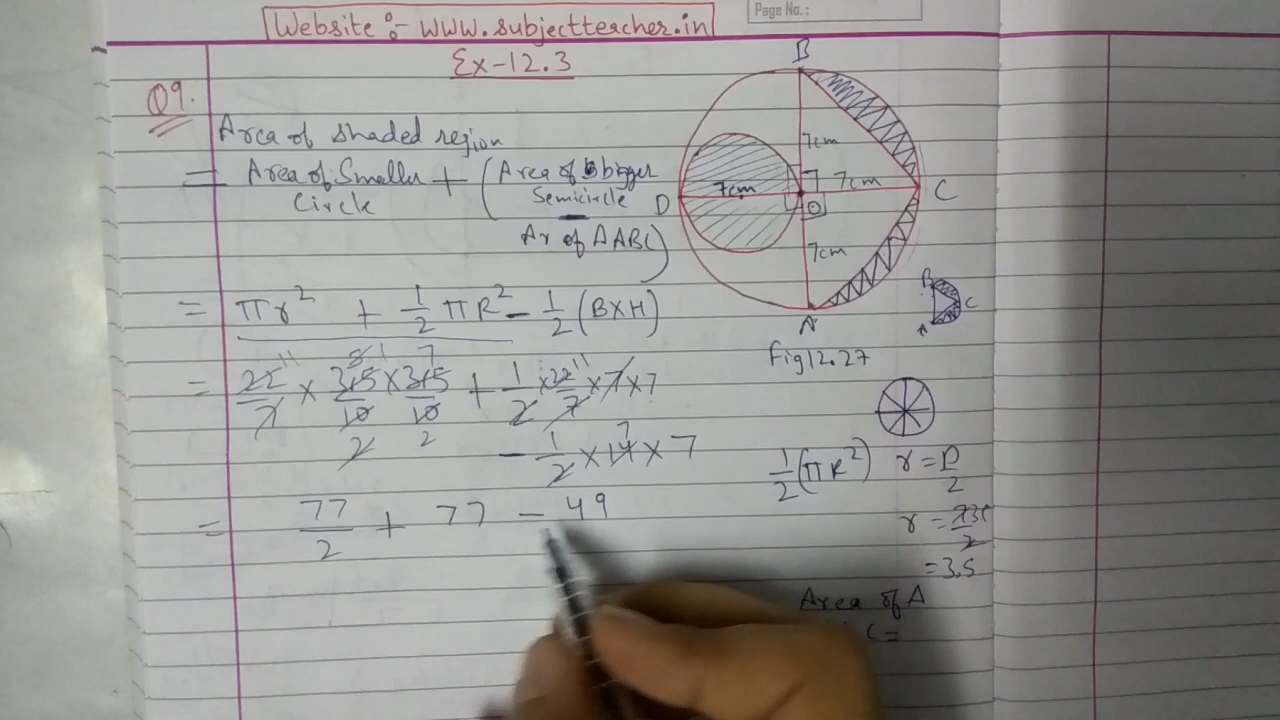 Page No.:
Website :- www.subjectteacher.in
Ex-12.3
Q9.
Area of shaded region
= Area of Smaller Circle + (Area of bigger Semicircle - Ar of ΔABC)
= πr² + 1/2 πR² - 1/2 (B×H)
= 22/7 × 35/10 × 35/10 + 1/2 × 22/7 × 7 × 7
- 1/2 × 14 × 7
= 77/2 + 77 - 49
B
7cm
7cm
7cm
D
O
C
7cm
A
Fig 12.27
B
C
A
1/2 (πR²)
r = D/2
= 3.5
Area of Δ
C =